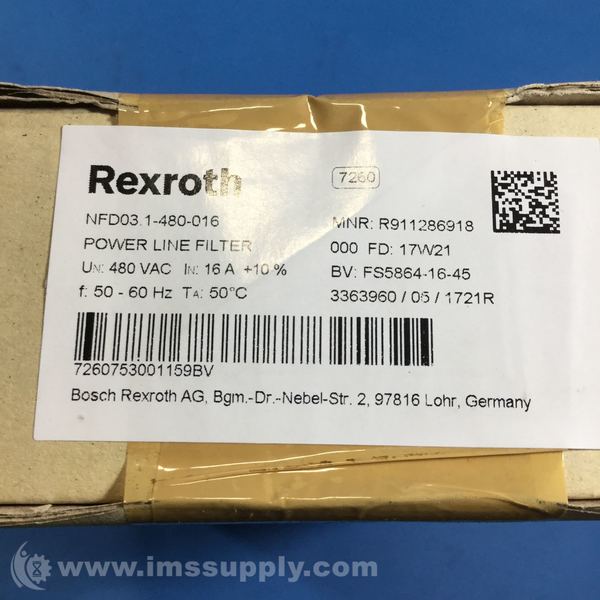 Rexroth
7260
NFD03.1-480-016
MNR: R911286918
POWER LINE FILTER
000 FD: 17W21
UN: 480 VAC IN: 16 A +10 %
BV: FS5864-16-45
f: 50 - 60 Hz TA: 50°C
3363960 / 05 / 1721R
7260753001159BV
Bosch Rexroth AG, Bgm.-Dr.-Nebel-Str. 2, 97816 Lohr, Germany
www.imssupply.com